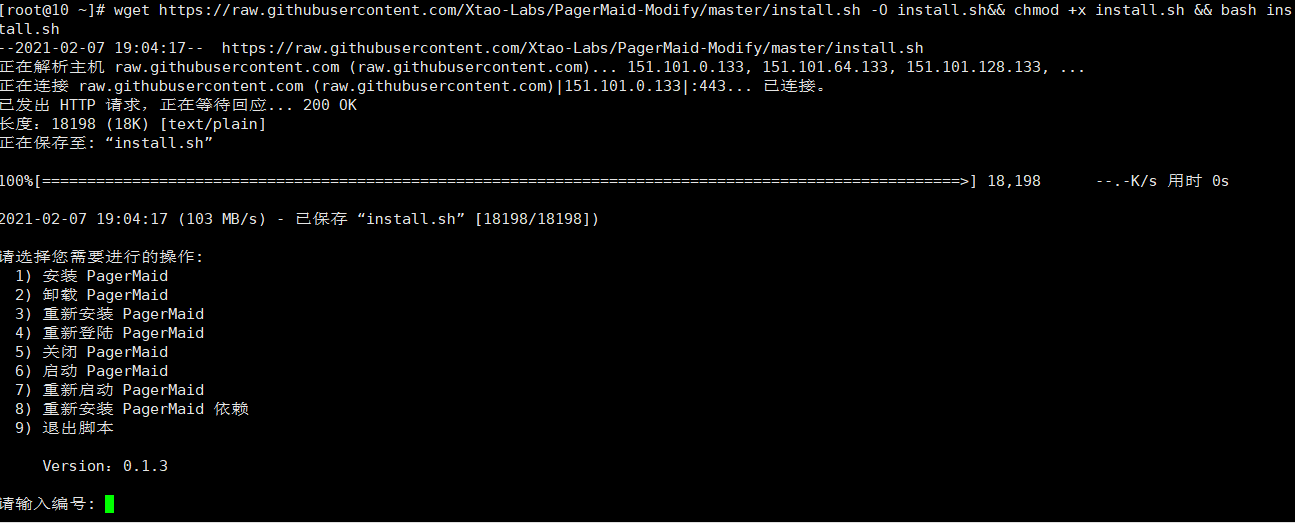 [root@10 ~]# wget https://raw.githubusercontent.com/Xtao-Labs/PagerMaid-Modify/master/install.sh -O install.sh&& chmod +x install.sh && bash ins
tall.sh
--2021-02-07 19:04:17--  https://raw.githubusercontent.com/Xtao-Labs/PagerMaid-Modify/master/install.sh
正在解析主机 raw.githubusercontent.com (raw.githubusercontent.com)... 151.101.0.133, 151.101.64.133, 151.101.128.133, ...
正在连接 raw.githubusercontent.com (raw.githubusercontent.com)|151.101.0.133|:443... 已连接。
已发出 HTTP 请求，正在等待回应... 200 OK
长度：18198 (18K) [text/plain]
正在保存至: “install.sh”
100%[======================================================================================================>] 18,198      --.-K/s 用时 0s
2021-02-07 19:04:17 (103 MB/s) - 已保存 “install.sh” [18198/18198])
请选择您需要进行的操作:
  1) 安装 PagerMaid
  2) 卸载 PagerMaid
  3) 重新安装 PagerMaid
  4) 重新登陆 PagerMaid
  5) 关闭 PagerMaid
  6) 启动 PagerMaid
  7) 重新启动 PagerMaid
  8) 重新安装 PagerMaid 依赖
  9) 退出脚本
     Version：0.1.3
请输入编号: